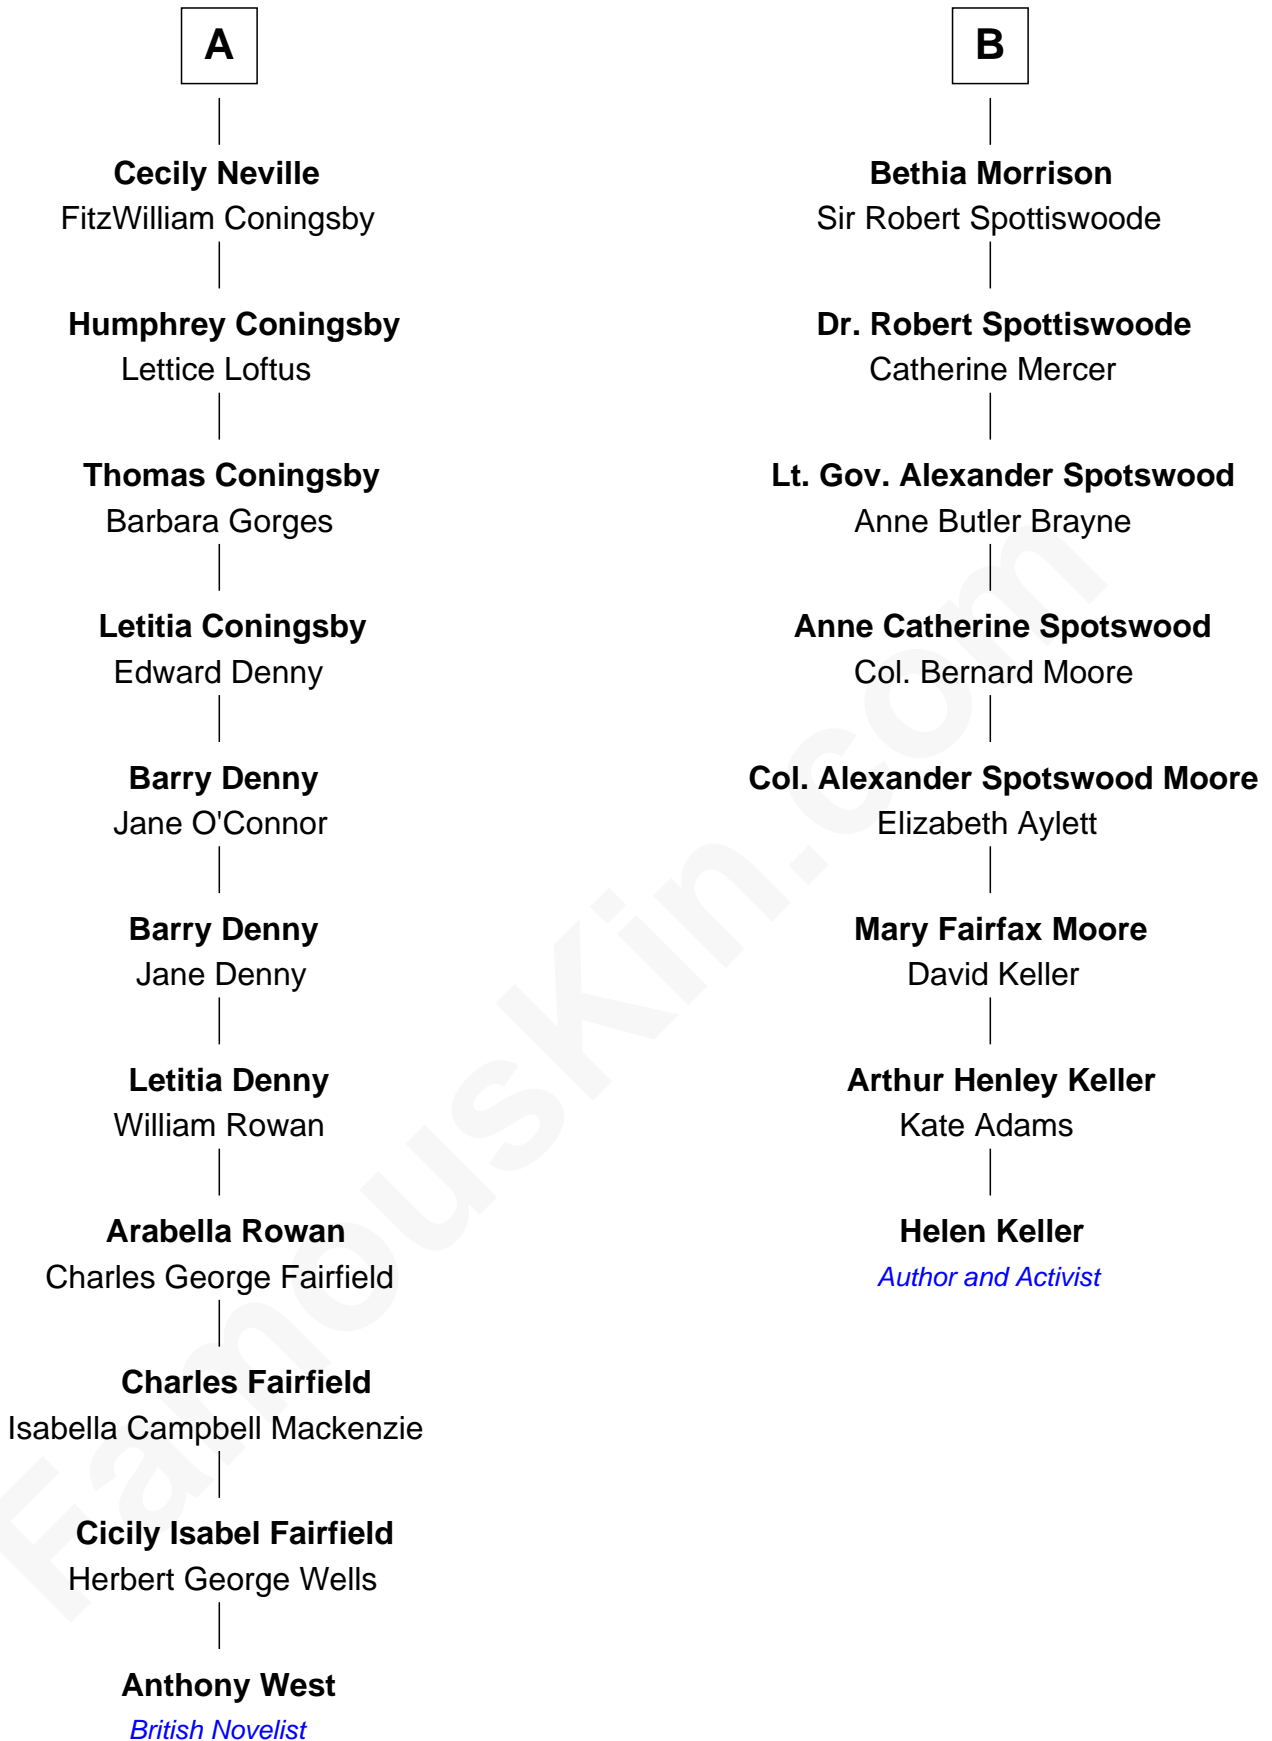 A
Cecily Neville
FitzWilliam Coningsby
Humphrey Coningsby
Lettice Loftus
Thomas Coningsby
Barbara Gorges
Letitia Coningsby
Edward Denny
Barry Denny
Jane O'Connor
Barry Denny
Jane Denny
Letitia Denny
William Rowan
Arabella Rowan
Charles George Fairfield
Charles Fairfield
Isabella Campbell Mackenzie
Cicily Isabel Fairfield
Herbert George Wells
Anthony West
British Novelist
B
Bethia Morrison
Sir Robert Spottiswoode
Dr. Robert Spottiswoode
Catherine Mercer
Lt. Gov. Alexander Spotswood
Anne Butler Brayne
Anne Catherine Spotswood
Col. Bernard Moore
Col. Alexander Spotswood Moore
Elizabeth Aylett
Mary Fairfax Moore
David Keller
Arthur Henley Keller
Kate Adams
Helen Keller
Author and Activist
FamousKin.com